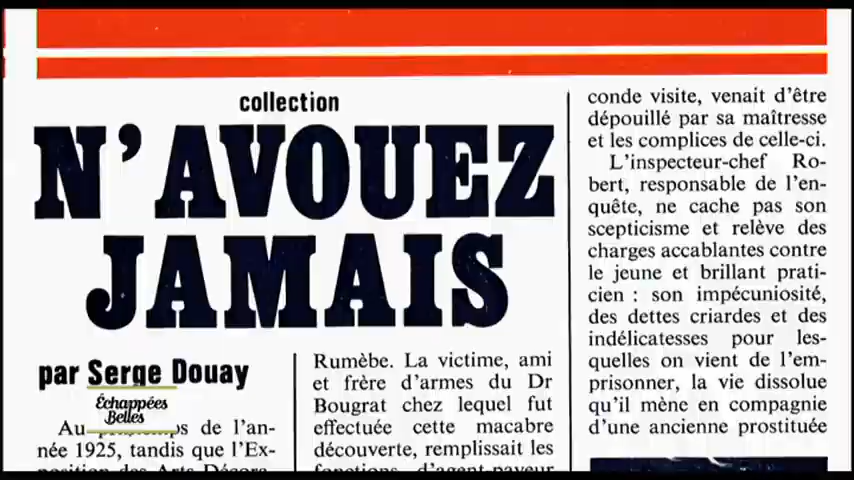 collection
N'AVOUEZ
JAMAIS
par Serge Douay
Échappées
Belles
née 1925, tandis que l'Ex-
Rumèbe. La victime, ami
et frère d'armes du Dr
Bougrat chez lequel fut
effectuée cette macabre
découverte, remplissait les
fonctions d'agent-payeur
conde visite, venait d'être
dépouillé par sa maîtresse
et les complices de celle-ci.
L'inspecteur-chef Ro-
bert, responsable de l'en-
quête, ne cache pas son
scepticisme et relève des
charges accablantes contre
le jeune et brillant prati-
cien : son impécuniosité,
des dettes criardes et des
indélicatesses pour les-
quelles on vient de l'em-
prisonner, la vie dissolue
qu'il mène en compagnie
d'une ancienne prostituée